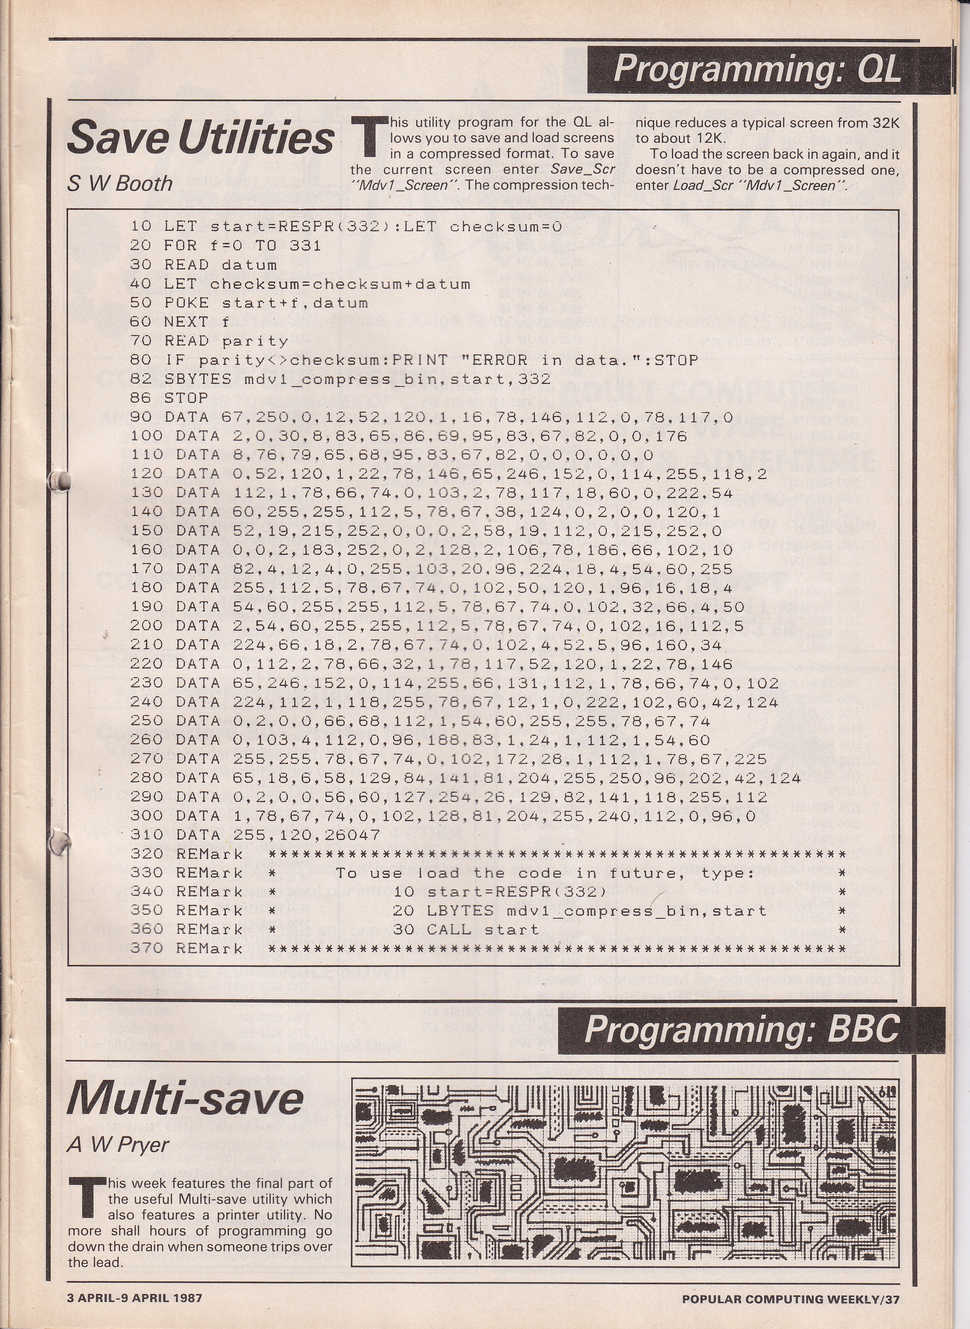 Programming: QL
Save Utilities
S W Booth
This utility program for the QL al-
lows you to save and load screens
in a compressed format. To save
the current screen enter Save_Scr
"Mdv1_Screen". The compression tech-
nique reduces a typical screen from 32K
to about 12K.
To load the screen back in again, and it
doesn't have to be a compressed one,
enter Load_Scr "Mdv1_Screen".
10 LET start=RESPR(332):LET checksum=0
20 FOR f=0 TO 331
30 READ datum
40 LET checksum=checksum+datum
50 POKE start+f,datum
60 NEXT f
70 READ parity
80 IF parity<>checksum:PRINT "ERROR in data.":STOP
82 SBYTES mdv1_compress_bin,start,332
86 STOP
90 DATA 67,250,0,12,52,120,1,16,78,146,112,0,78,117,0
100 DATA 2,0,30,8,83,65,86,69,95,83,67,82,0,0,176
110 DATA 8,76,79,65,68,95,83,67,82,0,0,0,0,0,0
120 DATA 0,52,120,1,22,78,146,65,246,152,0,114,255,118,2
130 DATA 112,1,78,66,74,0,103,2,78,117,18,60,0,222,54
140 DATA 60,255,255,112,5,78,67,38,124,0,2,0,0,120,1
150 DATA 52,19,215,252,0,0,0,2,58,19,112,0,215,252,0
160 DATA 0,0,2,183,252,0,2,128,2,106,78,186,66,102,10
170 DATA 82,4,12,4,0,255,103,20,96,224,18,4,54,60,255
180 DATA 255,112,5,78,67,74,0,102,50,120,1,96,16,18,4
190 DATA 54,60,255,255,112,5,78,67,74,0,102,32,66,4,50
200 DATA 2,54,60,255,255,112,5,78,67,74,0,102,16,112,5
210 DATA 224,66,18,2,78,67,74,0,102,4,52,5,96,160,34
220 DATA 0,112,2,78,66,32,1,78,117,52,120,1,22,78,146
230 DATA 65,246,152,0,114,255,66,131,112,1,78,66,74,0,102
240 DATA 224,112,1,118,255,78,67,12,1,0,222,102,60,42,124
250 DATA 0,2,0,0,66,68,112,1,54,60,255,255,78,67,74
260 DATA 0,103,4,112,0,96,188,83,1,24,1,112,1,54,60
270 DATA 255,255,78,67,74,0,102,172,28,1,112,1,78,67,225
280 DATA 65,18,6,58,129,84,141,81,204,255,250,96,202,42,124
290 DATA 0,2,0,0,56,60,127,254,26,129,82,141,118,255,112
300 DATA 1,78,67,74,0,102,128,81,204,255,240,112,0,96,0
310 DATA 255,120,26047
320 REMark **************************************************
330 REMark * To use load the code in future, type: *
340 REMark * 10 start=RESPR(332) *
350 REMark * 20 LBYTES mdv1_compress_bin,start *
360 REMark * 30 CALL start *
370 REMark **************************************************
Programming: BBC
Multi-save
A W Pryer
This week features the final part of
the useful Multi-save utility which
also features a printer utility. No
more shall hours of programming go
down the drain when someone trips over
the lead.
3 APRIL-9 APRIL 1987
POPULAR COMPUTING WEEKLY/37